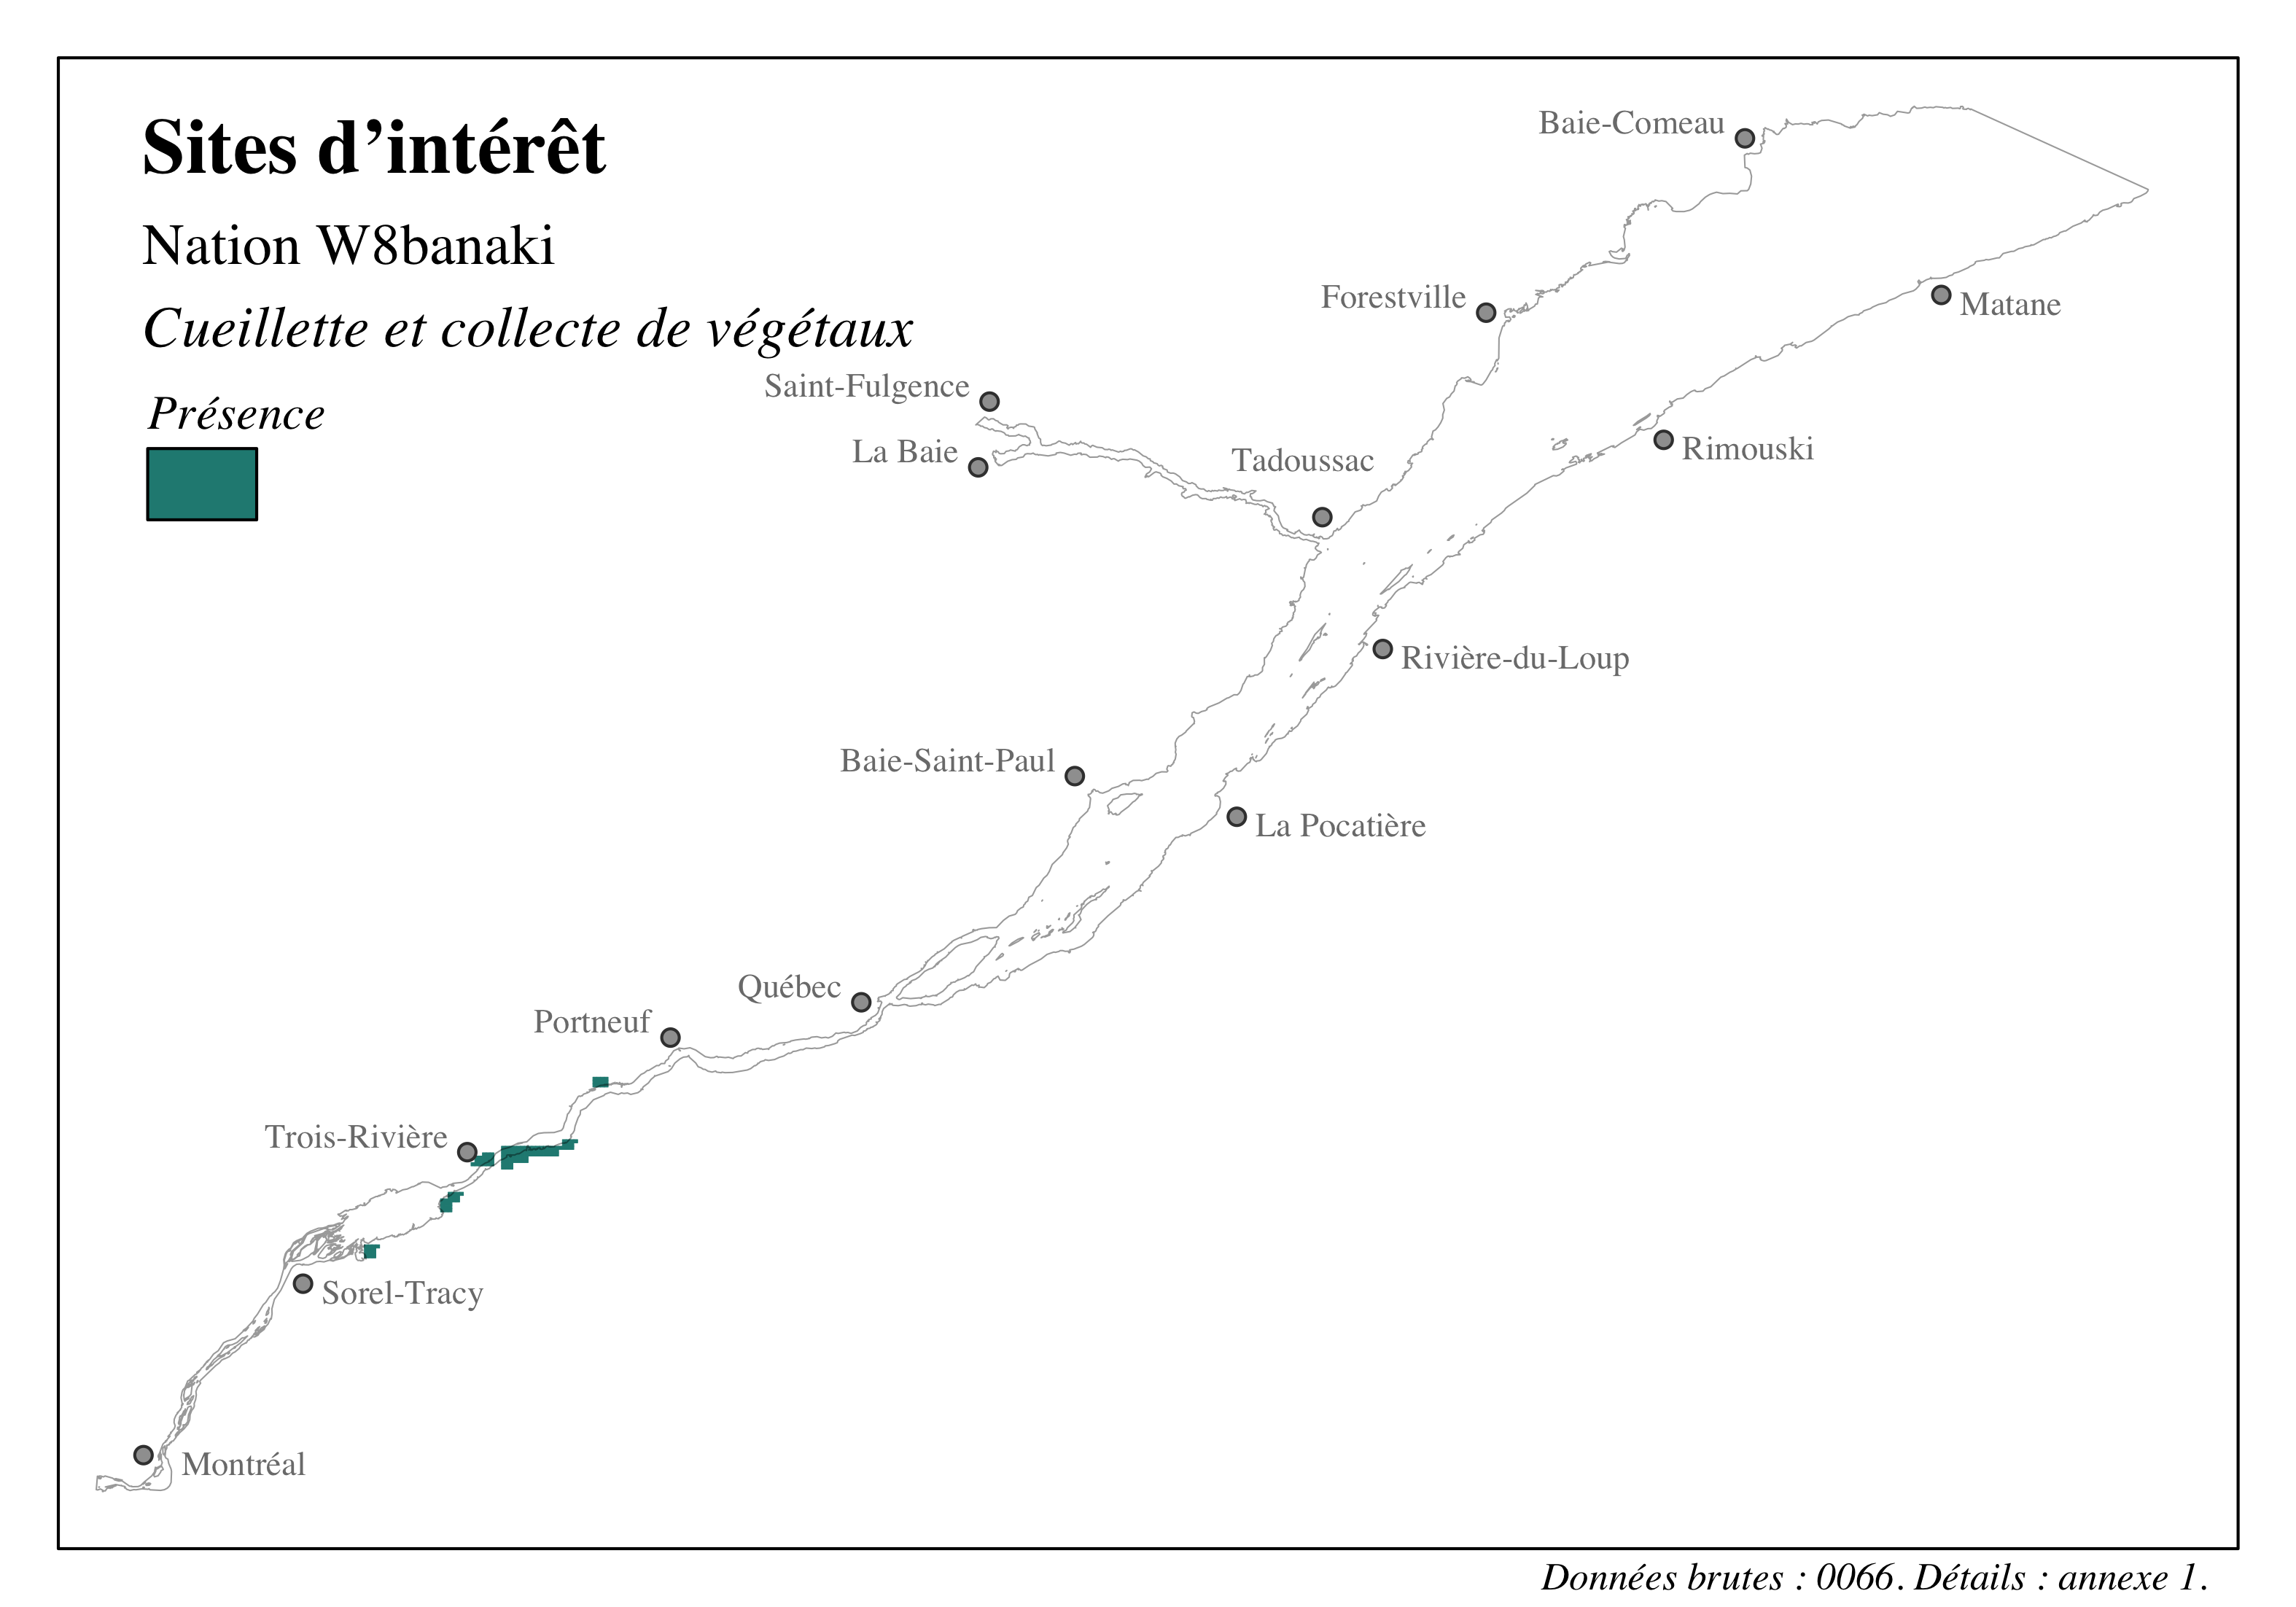 Sites d’intérêt
Nation W8banaki
Cueillette et collecte de végétaux
Présence
Baie-Comeau
Forestville
Matane
Saint-Fulgence
La Baie
Tadoussac
Rimouski
Rivière-du-Loup
Baie-Saint-Paul
La Pocatière
Québec
Portneuf
Trois-Rivière
Sorel-Tracy
Montréal
Données brutes : 0066. Détails : annexe 1.